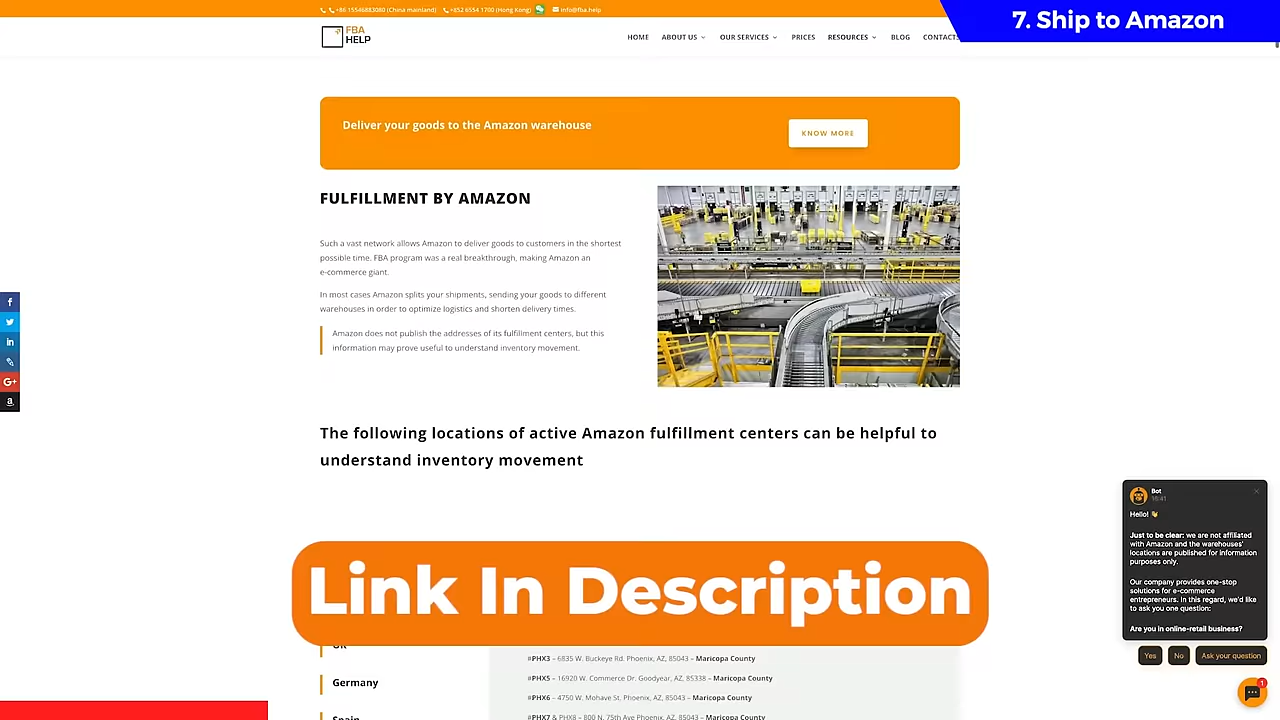 +86 15546883080 (China mainland) +852 6554 1700 (Hong Kong) info@fba.help
7. Ship to Amazon
FBA
HELP
HOME ABOUT US OUR SERVICES PRICES RESOURCES BLOG CONTACTS
Deliver your goods to the Amazon warehouse
KNOW MORE
FULFILLMENT BY AMAZON
Such a vast network allows Amazon to deliver goods to customers in the shortest
possible time. FBA program was a real breakthrough, making Amazon an
e-commerce giant.
In most cases Amazon splits your shipments, sending your goods to different
warehouses in order to optimize logistics and shorten delivery times.
Amazon does not publish the addresses of its fulfillment centers, but this
information may prove useful to understand inventory movement.
The following locations of active Amazon fulfillment centers can be helpful to
understand inventory movement
Link In Description
UK
Germany
Spain
#PHX3 – 6835 W. Buckeye Rd. Phoenix, AZ, 85043 – Maricopa County
#PHX5 – 16920 W. Commerce Dr. Goodyear, AZ, 85338 – Maricopa County
#PHX6 – 4750 W. Mohave St. Phoenix, AZ, 85043 – Maricopa County
#PHX7 & PHX8 – 800 N. 75th Ave Phoenix, AZ, 85043 – Maricopa County
Bot
16:41
Hello! 👋
Just to be clear: we are not affiliated
with Amazon and the warehouses'
locations are published for information
purposes only.
Our company provides one-stop
solutions for e-commerce
entrepreneurs. In this regard, we'd like
to ask you one question:
Are you in online-retail business?
Yes No Ask your question
1